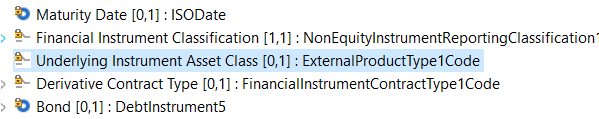 Maturity Date [0,1] : ISODate
Financial Instrument Classification [1,1] : NonEquityInstrumentReportingClassification1
Underlying Instrument Asset Class [0,1] : ExternalProductType1Code
Derivative Contract Type [0,1] : FinancialInstrumentContractType1Code
Bond [0,1] : DebtInstrument5